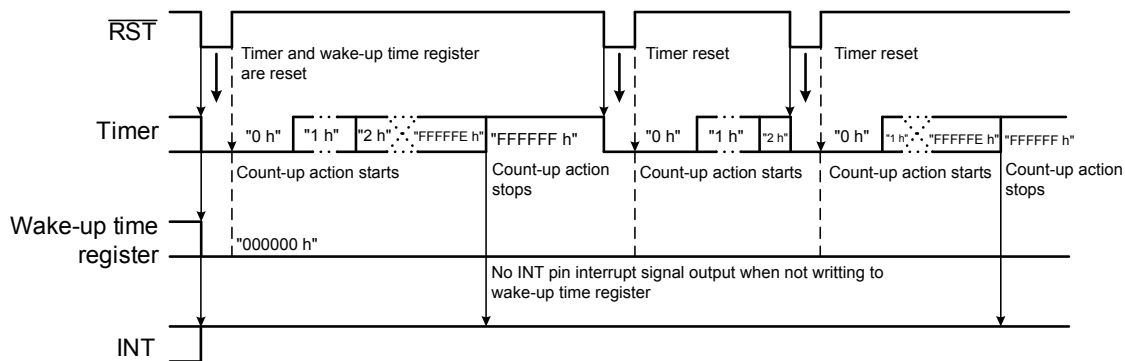 RST
Timer and wake-up time register
are reset
Timer reset
Timer reset
Timer
"0 h"
"1 h"
"2 h"
"FFFFFE h"
"FFFFFF h"
"0 h"
"1 h"
"2 h"
"0 h"
"1 h"
"FFFFFE h"
"FFFFFF h"
Count-up action starts
Count-up action
stops
Count-up action starts
Count-up action starts
Count-up action
stops
Wake-up time
register
"000000 h"
No INT pin interrupt signal output when not writting to
wake-up time register
INT